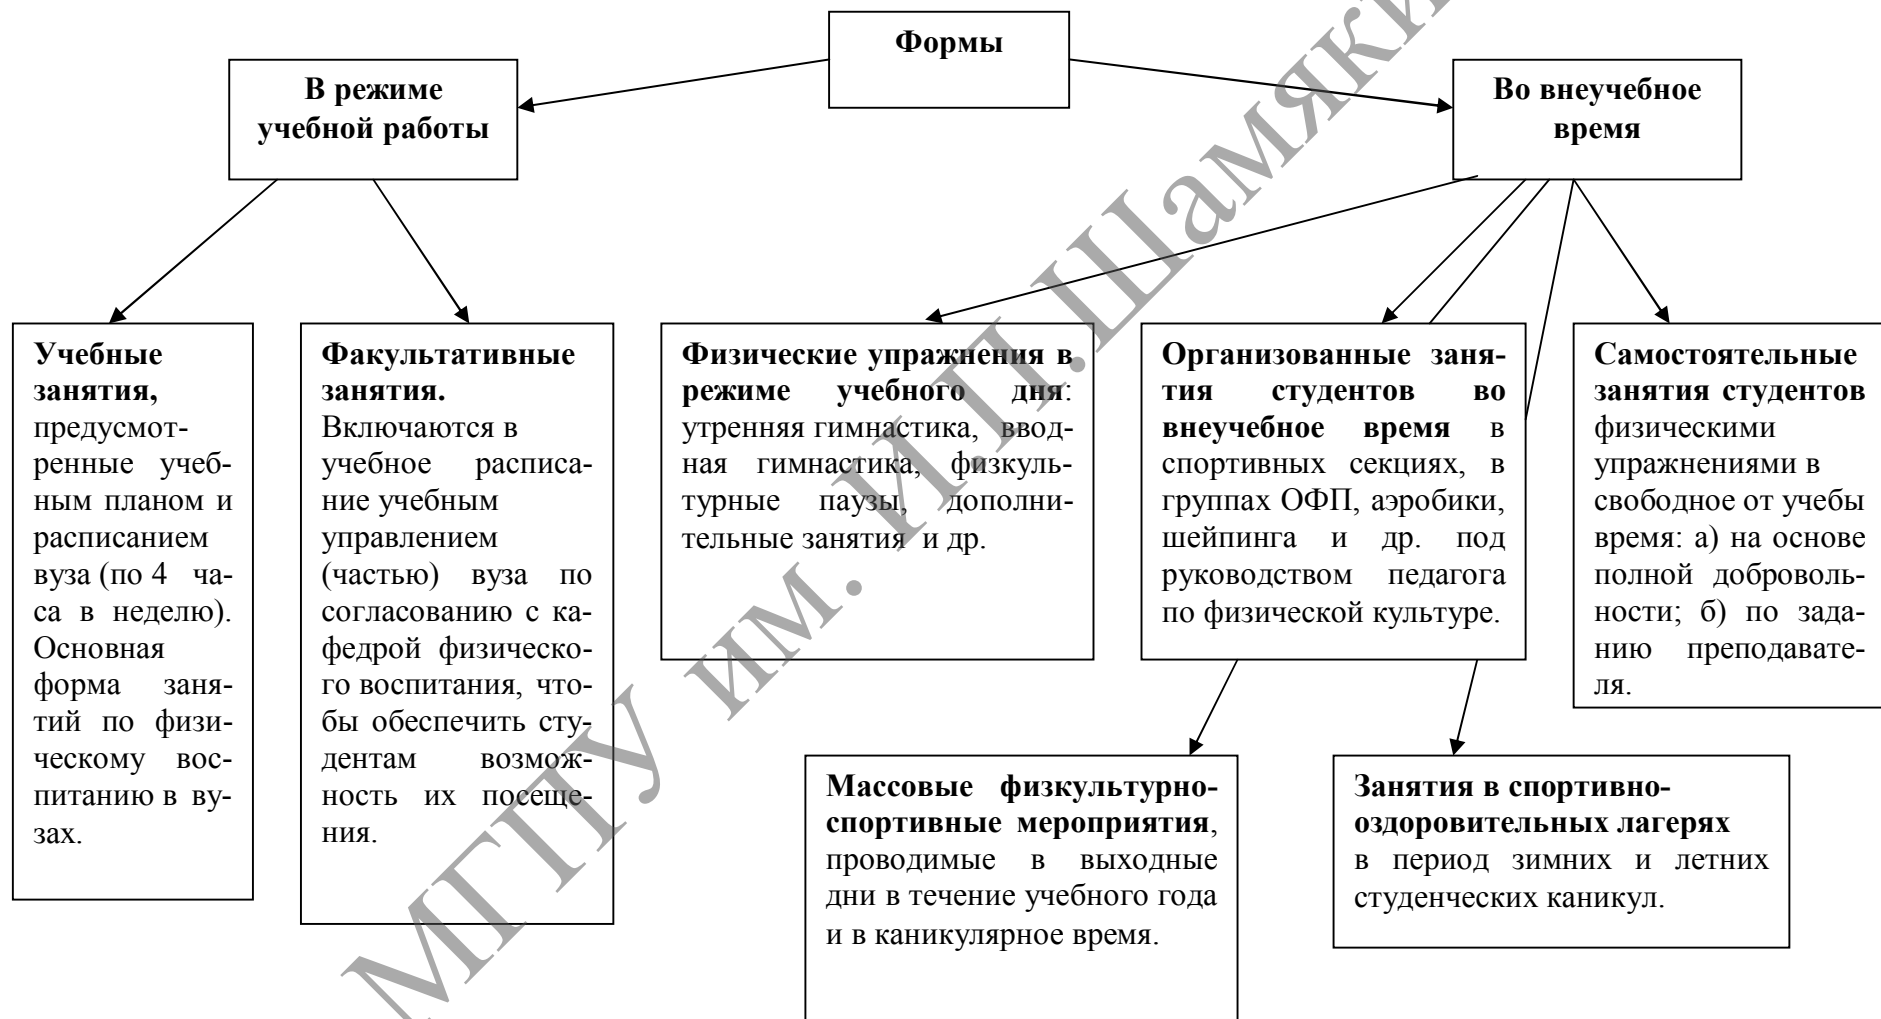 Формы
В режиме
учебной работы
Во внеучебное
время
Учебные
занятия,
предусмот-
ренные учеб-
ным планом и
расписанием
вуза (по 4 ча-
са в неделю).
Основная
форма заня-
тий по физи-
ческому вос-
питанию в ву-
зах.
Факультативные
занятия.
Включаются в
учебное расписа-
ние учебным
управлением
(частью) вуза по
согласованию с ка-
федрой физическо-
го воспитания, что-
бы обеспечить сту-
дентам возмож-
ность их посеще-
ния.
Физические упражнения в
режиме учебного дня:
утренняя гимнастика, ввод-
ная гимнастика, физкуль-
турные паузы, дополни-
тельные занятия и др.
Организованные заня-
тия студентов во
внеучебное время в
спортивных секциях, в
группах ОФП, аэробики,
шейпинга и др. под
руководством педагога
по физической культуре.
Самостоятельные
занятия студентов
физическими
упражнениями в
свободное от учебы
время: а) на основе
полной доброволь-
ности; б) по зада-
нию преподавате-
ля.
Массовые физкультурно-
спортивные мероприятия,
проводимые в выходные
дни в течение учебного года
и в каникулярное время.
Занятия в спортивно-
оздоровительных лагерях
в период зимних и летних
студенческих каникул.
МГПУ им. И.П.Шамяки